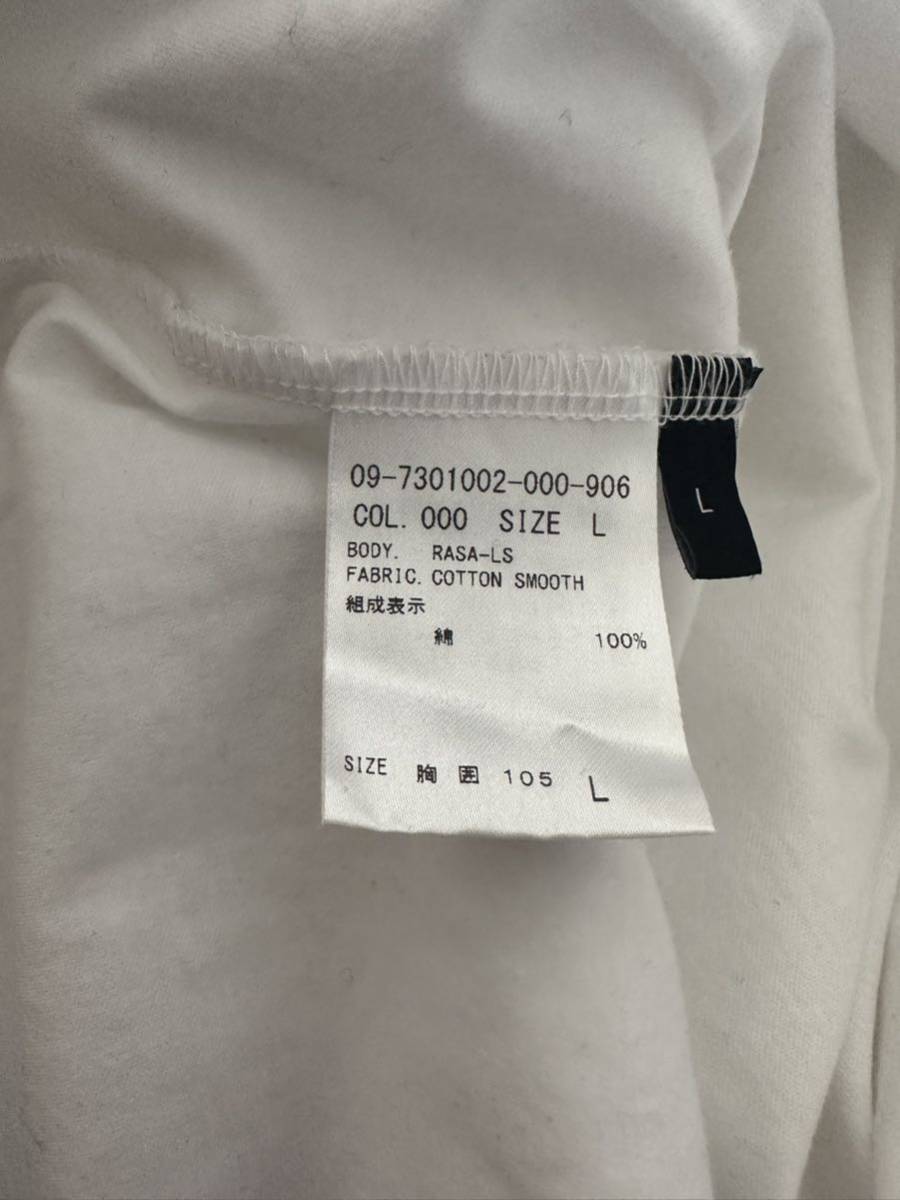 09-7301002-000-906
COL. 000 SIZE L
BODY. RASA-LS
FABRIC. COTTON SMOOTH
組成表示
綿 100%
SIZE 胸囲 105 L
L